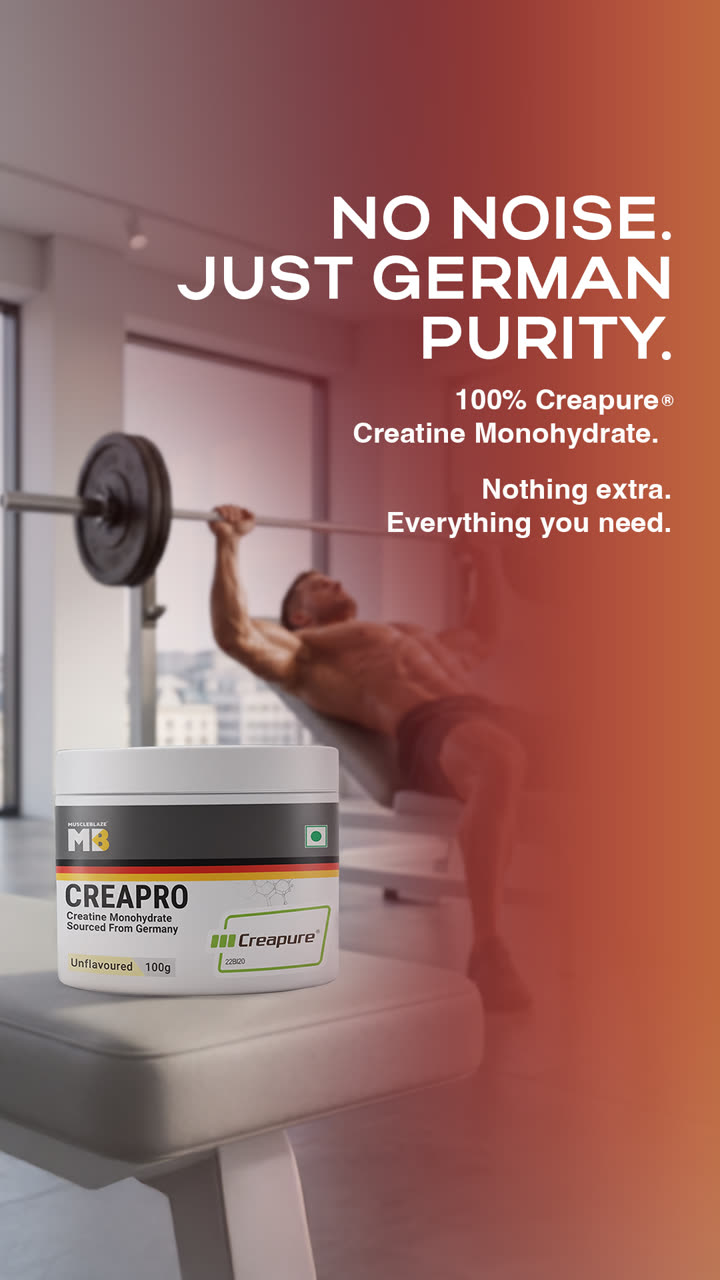 NO NOISE.
JUST GERMAN
PURITY.
100% Creapure®
Creatine Monohydrate.
Nothing extra.
Everything you need.
MUSCLEBLAZE
MB
CREAPRO
Creatine Monohydrate
Sourced From Germany
Creapure®
22BI20
Unflavoured 100g